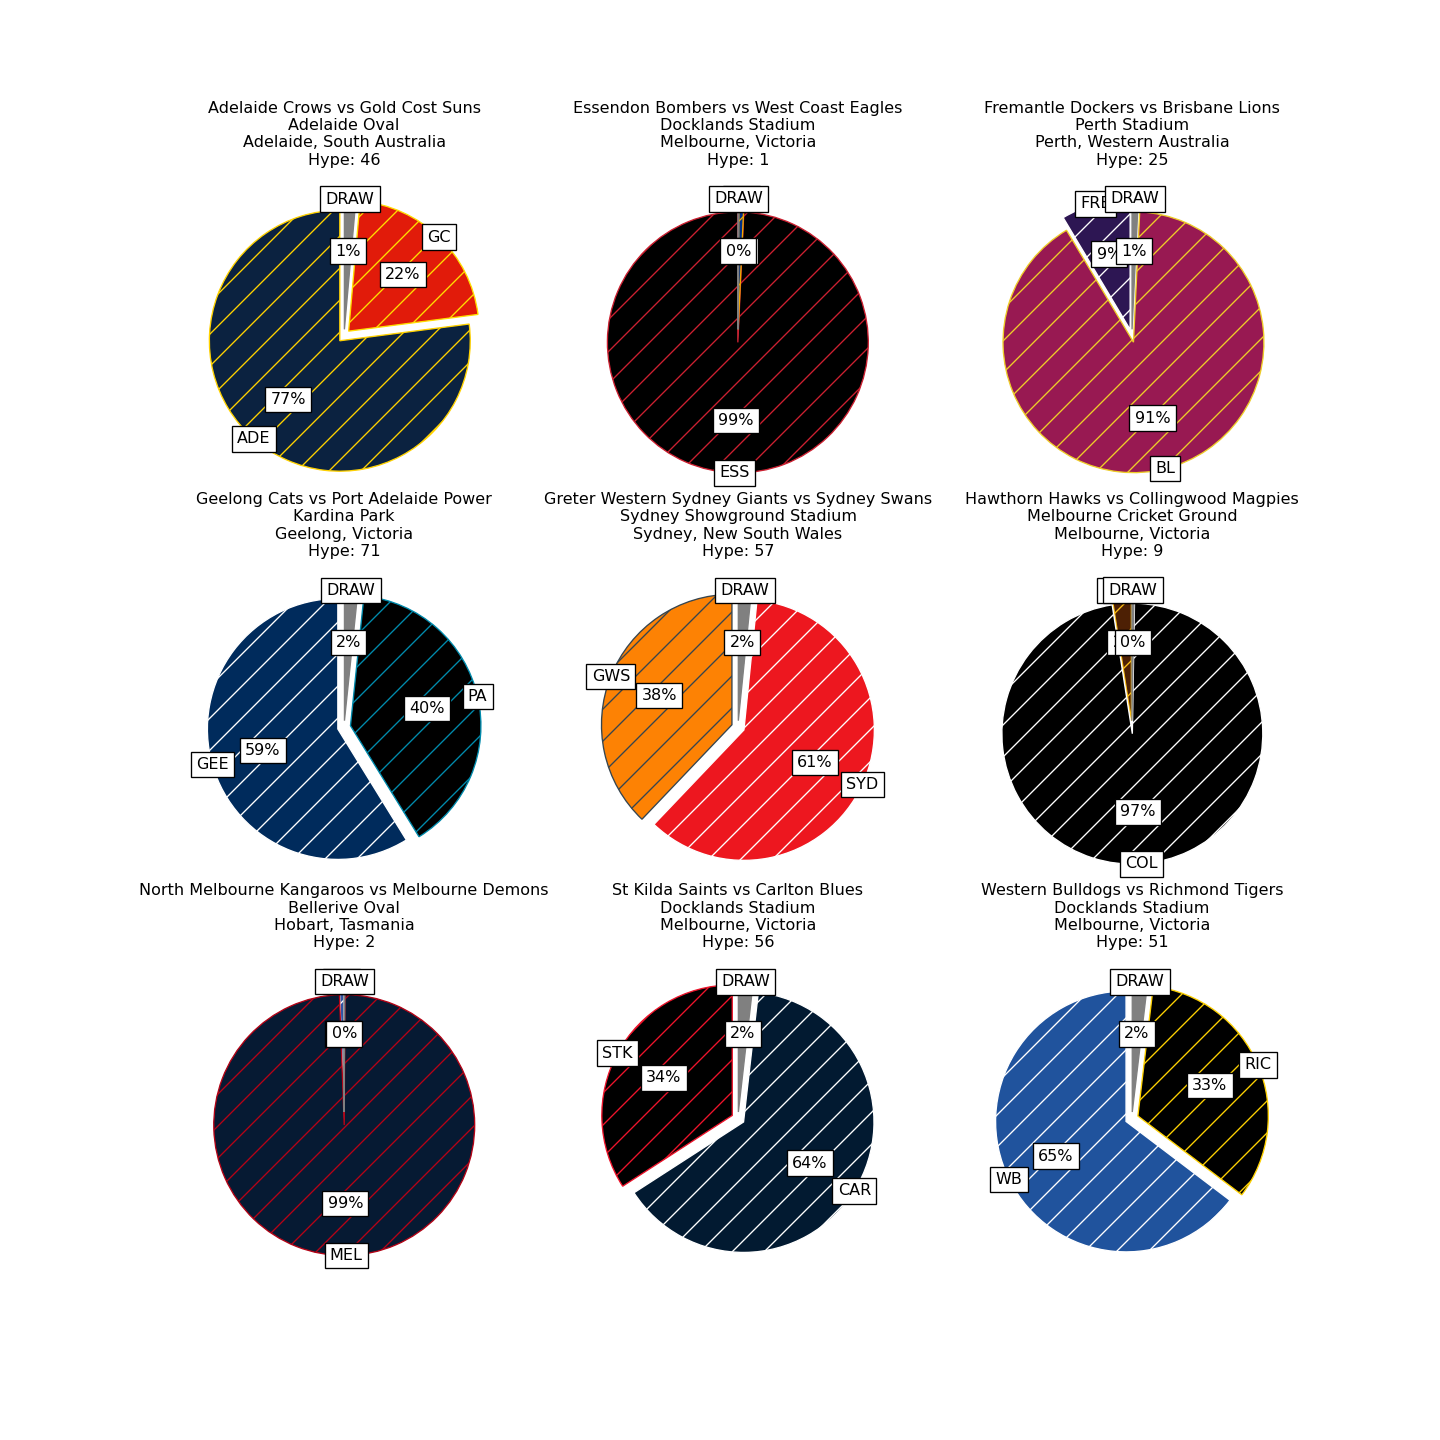 Adelaide Crows vs Gold Cost Suns
Adelaide Oval
Adelaide, South Australia
Hype: 46
DRAW
GC
1%
22%
77%
ADE
Essendon Bombers vs West Coast Eagles
Docklands Stadium
Melbourne, Victoria
Hype: 1
DRAW
0%
99%
ESS
Fremantle Dockers vs Brisbane Lions
Perth Stadium
Perth, Western Australia
Hype: 25
DRAW
9%
1%
91%
BL
Geelong Cats vs Port Adelaide Power
Kardina Park
Geelong, Victoria
Hype: 71
DRAW
2%
PA
40%
59%
GEE
Greter Western Sydney Giants vs Sydney Swans
Sydney Showground Stadium
Sydney, New South Wales
Hype: 57
DRAW
2%
GWS
38%
61%
SYD
Hawthorn Hawks vs Collingwood Magpies
Melbourne Cricket Ground
Melbourne, Victoria
Hype: 9
DRAW
0%
97%
COL
North Melbourne Kangaroos vs Melbourne Demons
Bellerive Oval
Hobart, Tasmania
Hype: 2
DRAW
0%
99%
MEL
St Kilda Saints vs Carlton Blues
Docklands Stadium
Melbourne, Victoria
Hype: 56
DRAW
2%
STK
34%
64%
CAR
Western Bulldogs vs Richmond Tigers
Docklands Stadium
Melbourne, Victoria
Hype: 51
DRAW
2%
RIC
33%
65%
WB